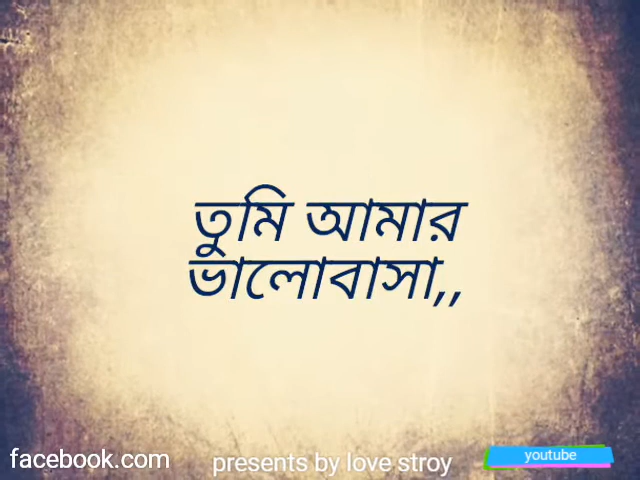 তুমি আমার
ভালোবাসা,,
facebook.com
presents by love stroy
youtube